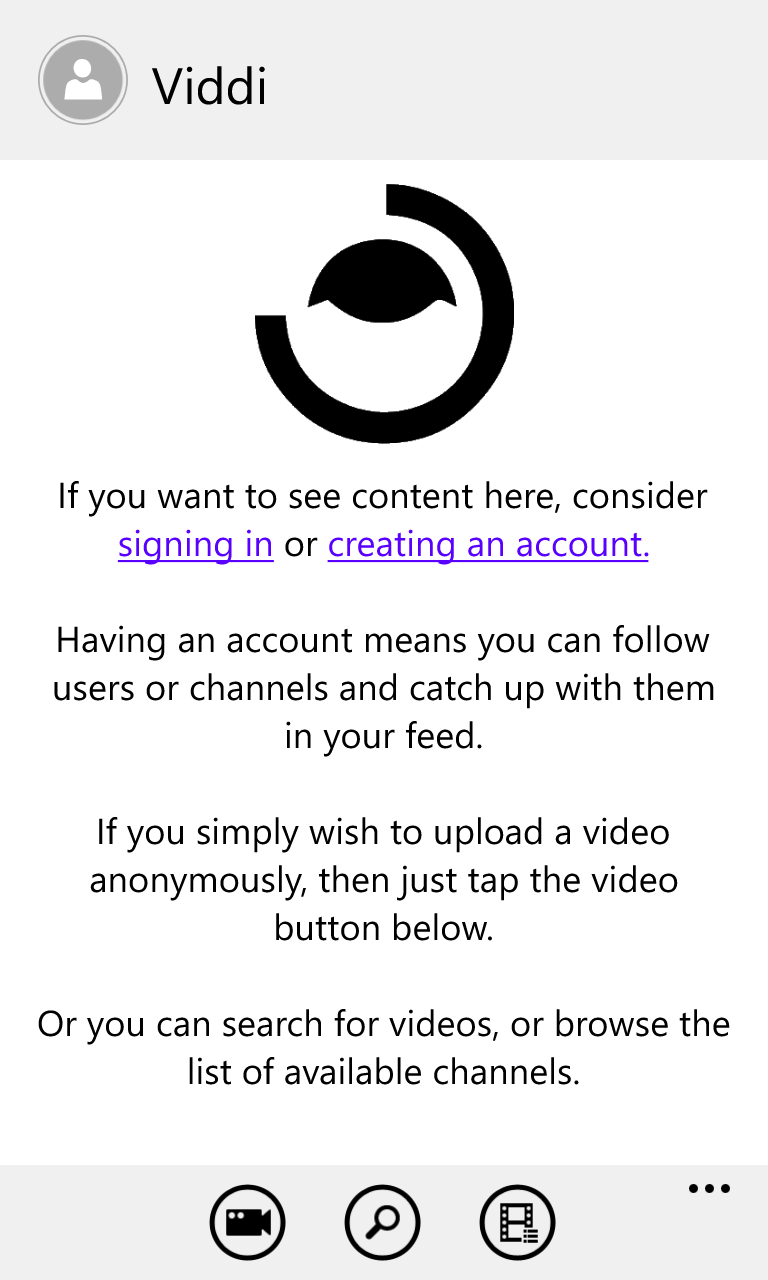 Viddi
If you want to see content here, consider
signing in or creating an account.
Having an account means you can follow
users or channels and catch up with them
in your feed.
If you simply wish to upload a video
anonymously, then just tap the video
button below.
Or you can search for videos, or browse the
list of available channels.